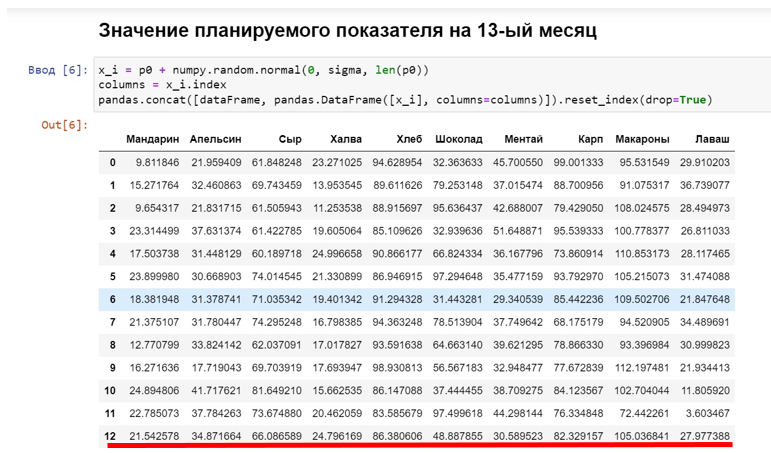 Значение планируемого показателя на 13-ый месяц
Ввод [6]: x_i = p0 + numpy.random.normal(0, sigma, len(p0))
columns = x_i.index
pandas.concat([dataFrame, pandas.DataFrame([x_i], columns=columns)]).reset_index(drop=True)
Out[6]:
Мандарин Апельсин Сыр Халва Хлеб Шоколад Ментай Карп Макароны Лаваш
0 9.811846 21.959409 61.848248 23.271025 94.628954 32.363633 45.700550 99.001333 95.531549 29.910203
1 15.271764 32.460863 69.743459 13.953545 89.611626 79.253148 37.015474 88.700956 91.075317 36.739077
2 9.654317 21.831715 61.505943 11.253538 88.915697 95.636437 42.688007 79.429050 108.024575 28.494973
3 23.314499 37.631374 61.422785 19.605064 85.109626 32.939636 51.648871 95.539333 100.778377 26.811033
4 17.503738 31.448129 60.189718 24.996658 90.866177 66.824334 36.167796 73.860914 110.853173 28.117465
5 23.899980 30.668903 74.014545 21.330899 86.946915 97.294648 35.477159 93.792970 105.215073 31.474088
6 18.381948 31.378741 71.035342 19.401342 91.294328 31.443281 29.340539 85.442236 109.502706 21.847648
7 21.375107 31.780447 74.295248 16.798385 94.363248 78.513904 37.749642 68.175179 94.520905 34.489691
8 12.770799 33.824142 62.037091 17.017827 93.591638 64.663140 39.621295 78.866330 93.396984 30.999823
9 16.271636 17.719043 69.703919 17.693947 98.930813 56.567183 32.948477 77.672839 112.197481 21.934413
10 24.894806 41.717621 81.649210 15.662535 86.147088 37.444455 38.709275 84.123567 102.704044 11.805920
11 22.785073 37.784263 73.674880 20.462059 83.585679 97.499618 44.298144 76.334848 72.442261 3.603467
12 21.542578 34.871664 66.086589 24.796169 86.380606 48.887855 30.589523 82.329157 105.036841 27.977388